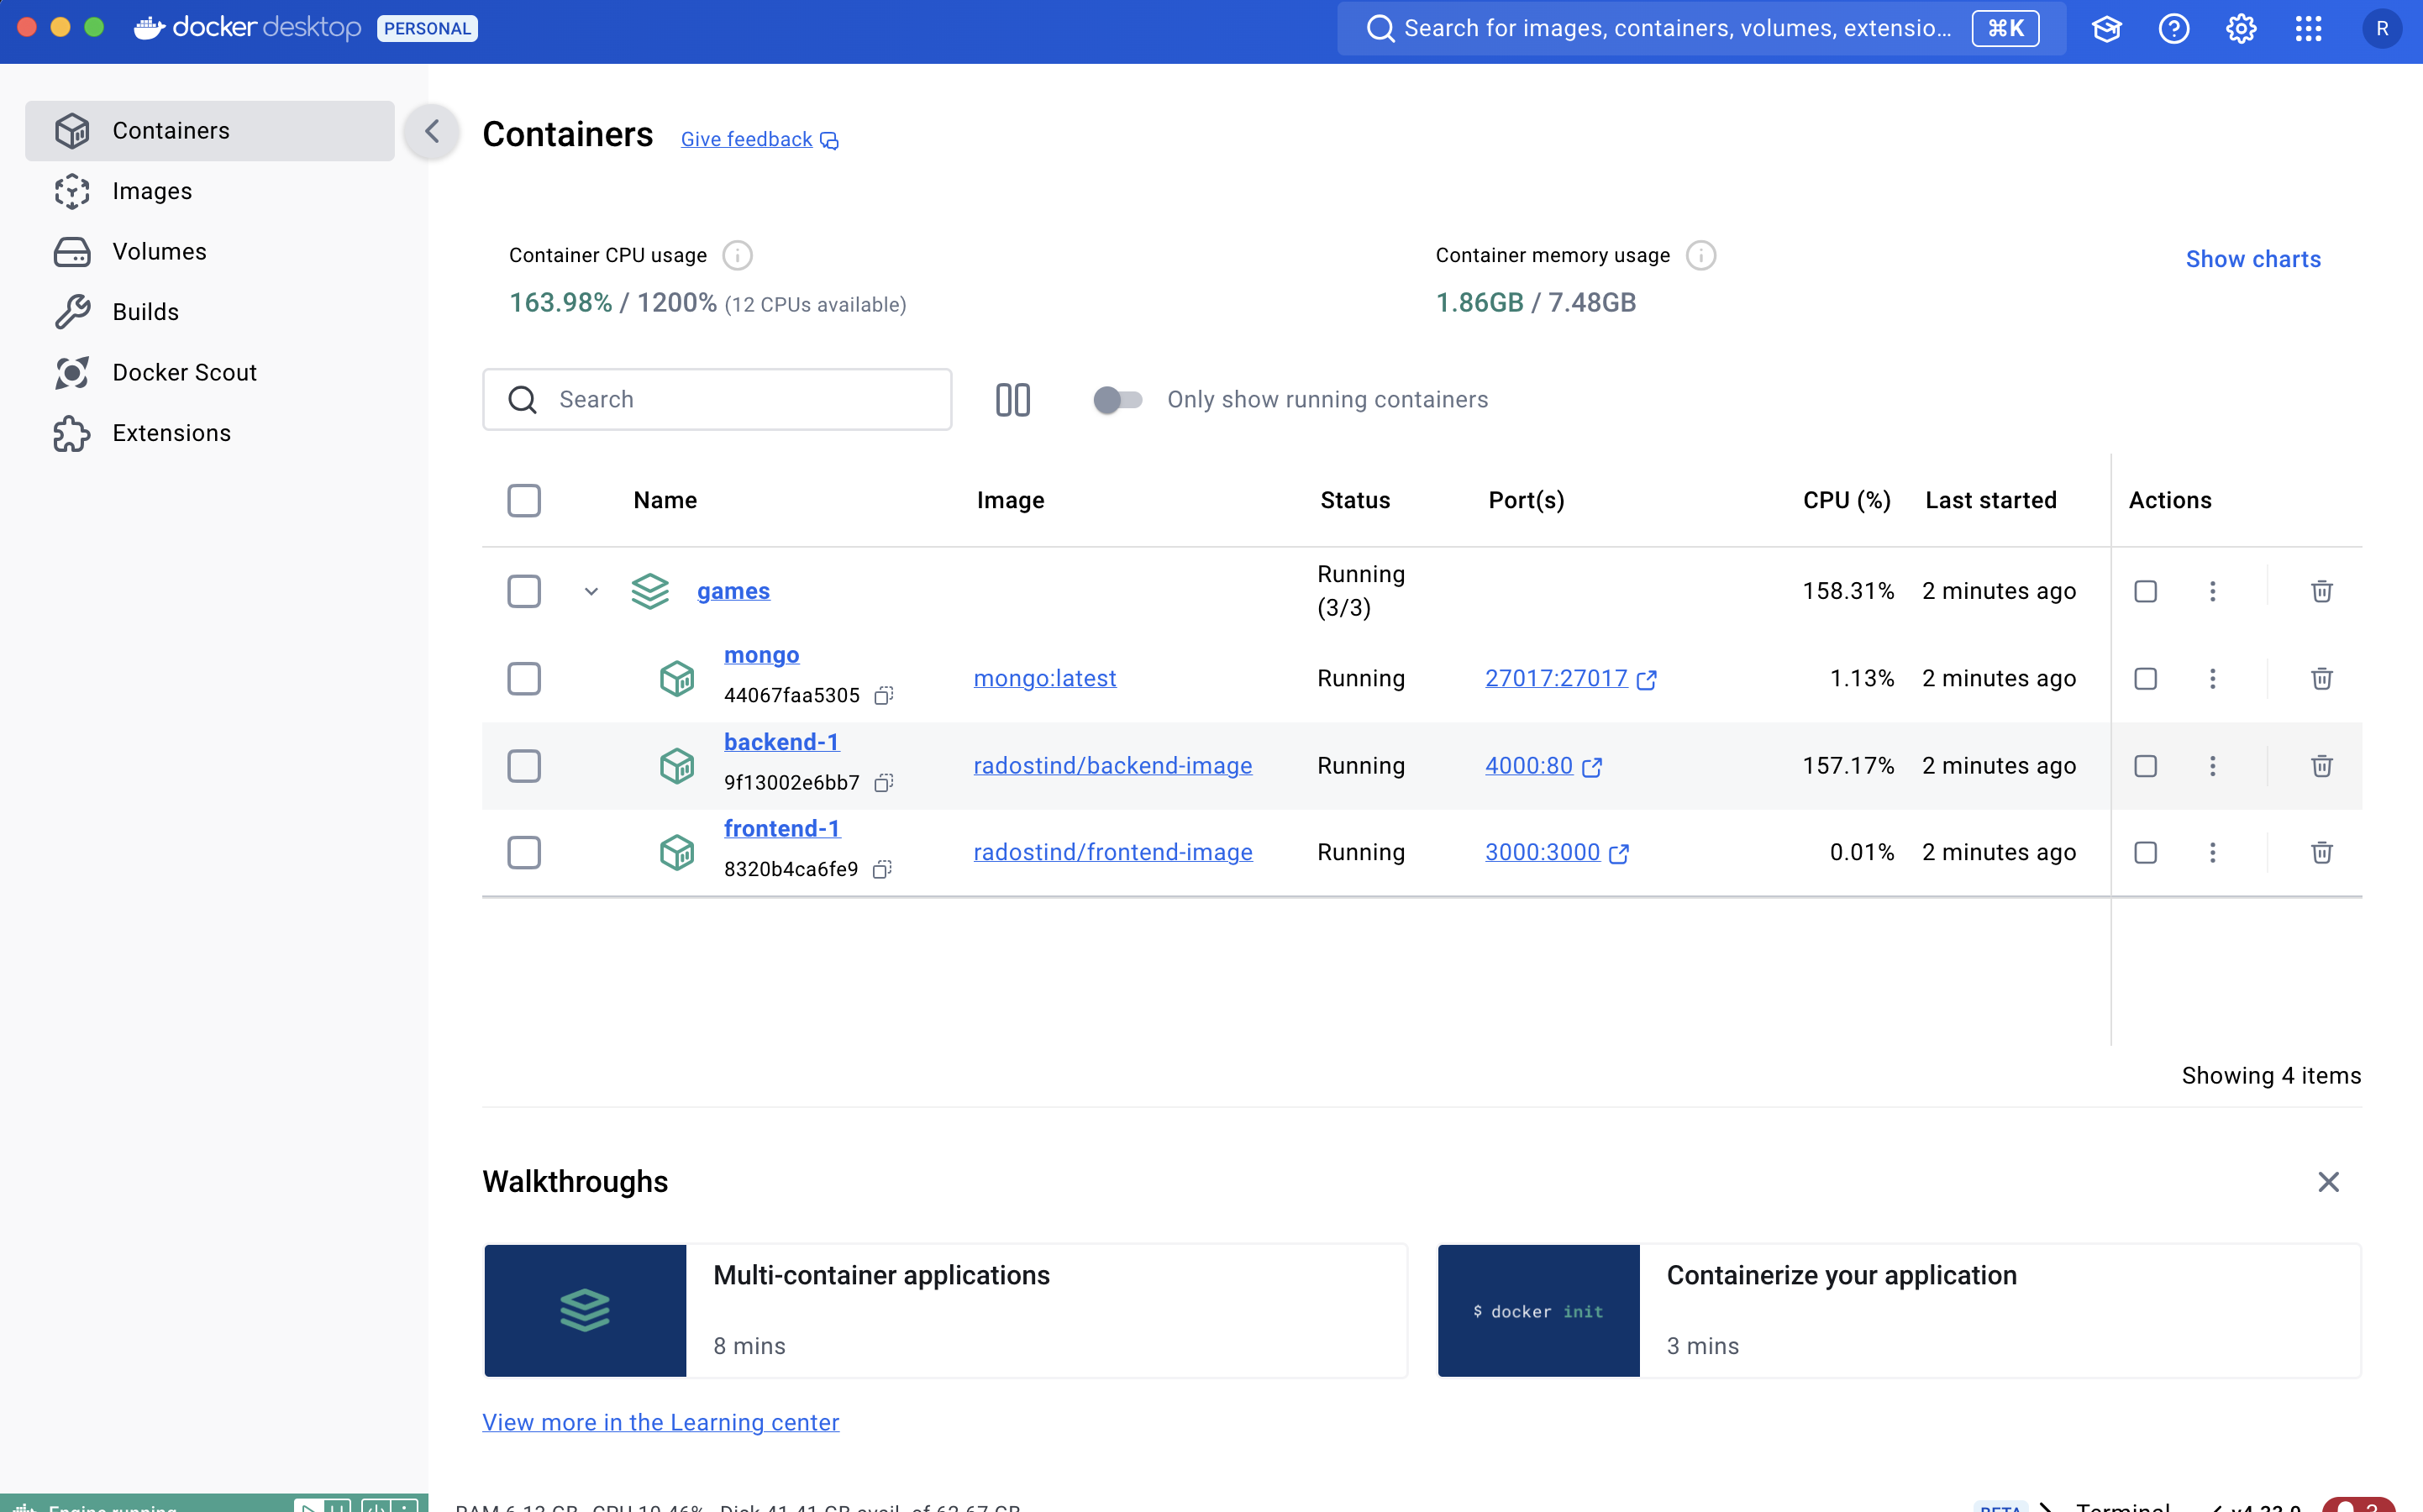 docker desktop PERSONAL
Search for images, containers, volumes, extensio... ⌘K
R
Containers
Images
Volumes
Builds
Docker Scout
Extensions
Containers Give feedback
Container CPU usage
163.98% / 1200% (12 CPUs available)
Container memory usage
1.86GB / 7.48GB
Show charts
Search
Only show running containers
Name Image Status Port(s) CPU (%) Last started Actions
games Running (3/3) 158.31% 2 minutes ago
mongo
44067faa5305 mongo:latest Running 27017:27017 1.13% 2 minutes ago
backend-1
9f13002e6bb7 radostind/backend-image Running 4000:80 157.17% 2 minutes ago
frontend-1
8320b4ca6fe9 radostind/frontend-image Running 3000:3000 0.01% 2 minutes ago
Showing 4 items
Walkthroughs
$ docker init
Multi-container applications
8 mins
Containerize your application
3 mins
View more in the Learning center
Engine running
RAM 6.13 GB CPU 10.46% Disk 41.41 GB avail. of 62.67 GB
BETA Terminal